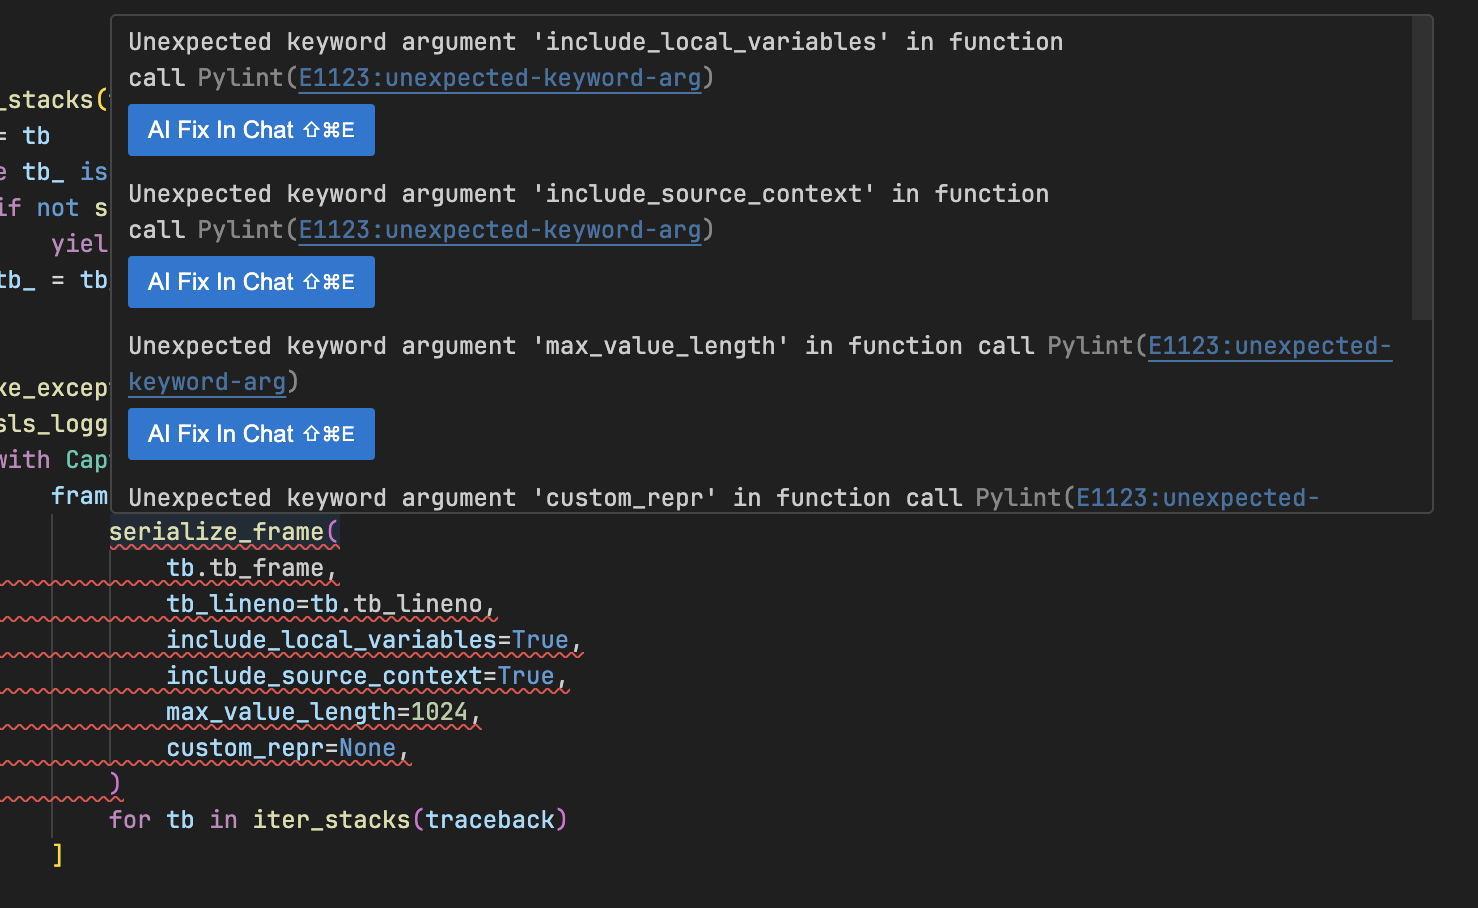 Unexpected keyword argument 'include_local_variables' in function
call Pylint(E1123:unexpected-keyword-arg)
_stacks(
AI Fix In Chat ⇧⌘E
= tb
e tb_ is
Unexpected keyword argument 'include_source_context' in function
if not s
call Pylint(E1123:unexpected-keyword-arg)
yiel
AI Fix In Chat ⇧⌘E
tb_ = tb
Unexpected keyword argument 'max_value_length' in function call Pylint(E1123:unexpected-
keyword-arg)
ke_excep
sls_logg
AI Fix In Chat ⇧⌘E
with Cap
fram
Unexpected keyword argument 'custom_repr' in function call Pylint(E1123:unexpected-
serialize_frame(
tb.tb_frame,
tb_lineno=tb.tb_lineno,
include_local_variables=True,
include_source_context=True,
max_value_length=1024,
custom_repr=None,
)
for tb in iter_stacks(traceback)
]